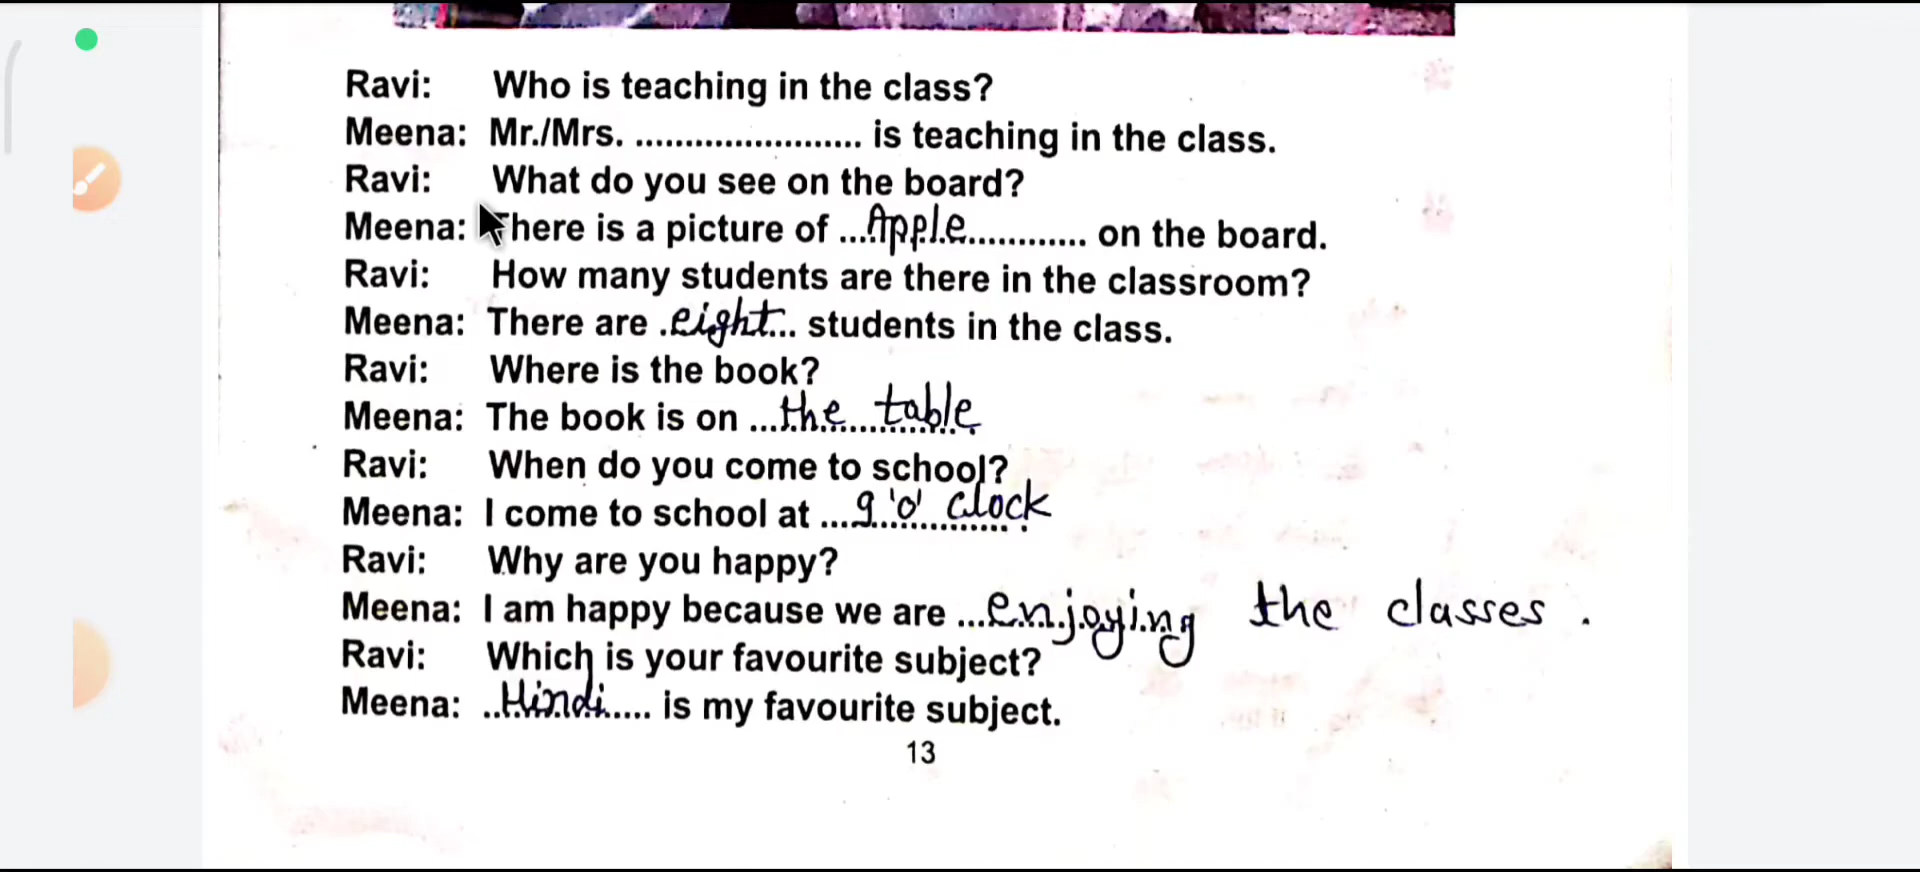 Ravi: Who is teaching in the class?
Meena: Mr./Mrs. ....................... is teaching in the class.
Ravi: What do you see on the board?
Meena: There is a picture of ...Apple............ on the board.
Ravi: How many students are there in the classroom?
Meena: There are .eight... students in the class.
Ravi: Where is the book?
Meena: The book is on ...the table
Ravi: When do you come to school?
Meena: I come to school at ...9 'o' clock
Ravi: Why are you happy?
Meena: I am happy because we are ...enjoying the classes.
Ravi: Which is your favourite subject?
Meena: ..Hindi..... is my favourite subject.
13